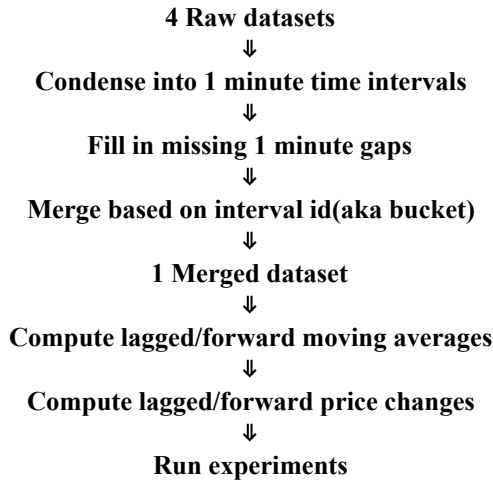 4 Raw datasets
⇓
Condense into 1 minute time intervals
⇓
Fill in missing 1 minute gaps
⇓
Merge based on interval id(aka bucket)
⇓
1 Merged dataset
⇓
Compute lagged/forward moving averages
⇓
Compute lagged/forward price changes
⇓
Run experiments